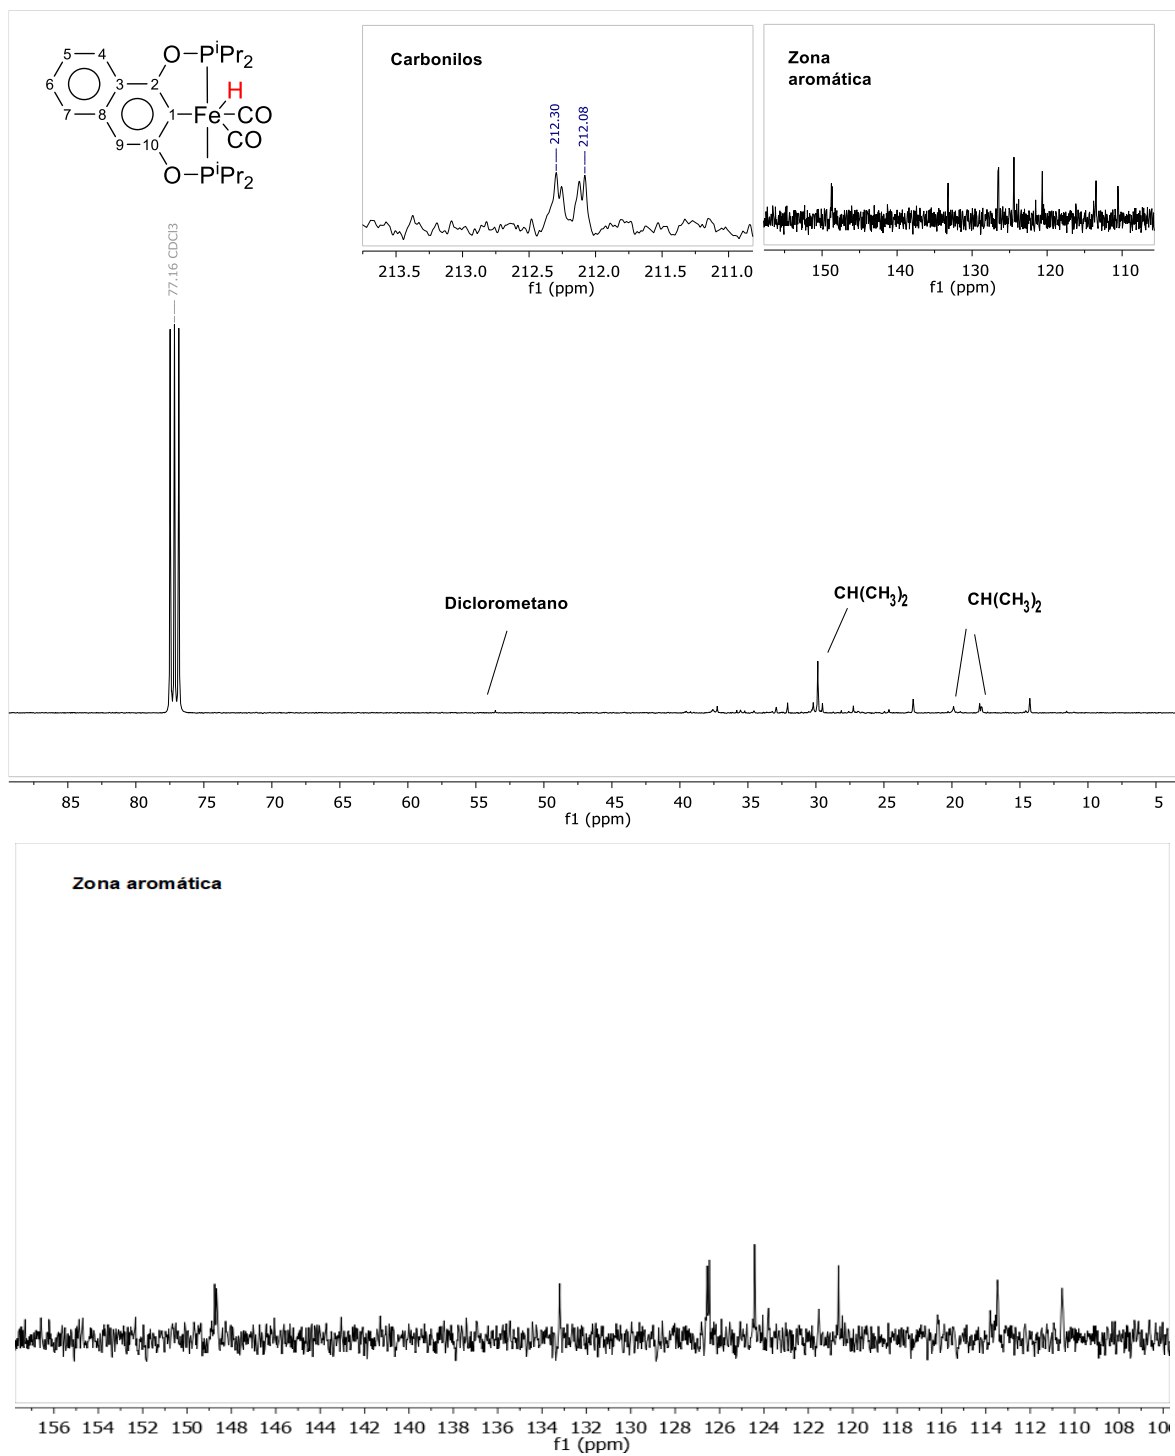 O—PⁱPr₂
5
4
6
3
2
H
7
8
1
Fe
CO
CO
9
10
O—PⁱPr₂
Carbonilos
212.30
212.08
213.5 213.0 212.5 212.0 211.5 211.0
f1 (ppm)
Zona
aromática
150 140 130 120 110
f1 (ppm)
77.16 CDCl3
Diclorometano
CH(CH₃)₂
CH(CH₃)₂
85 80 75 70 65 60 55 50 45 40 35 30 25 20 15 10 5
f1 (ppm)
Zona aromática
156 154 152 150 148 146 144 142 140 138 136 134 132 130 128 126 124 122 120 118 116 114 112 110 108
f1 (ppm)